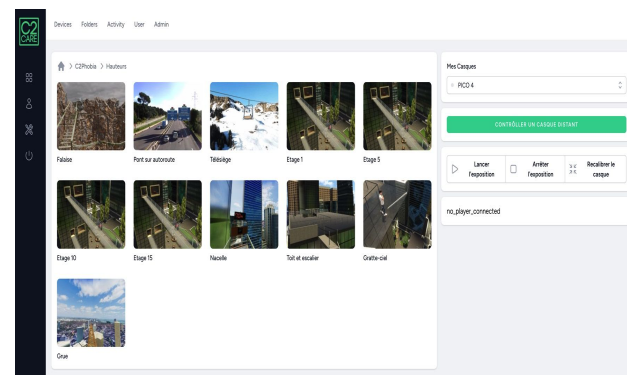 C2
CARE
Devices Folders Activity User Admin
C2Phobia > Hauteurs
Falaise
Pont sur autoroute
Télésiège
Etage 1
Etage 5
Etage 10
Etage 15
Nacelle
Toit et escalier
Gratte-ciel
Grue
Mes Casques
PICO 4
CONTRÔLLER UN CASQUE DISTANT
Lancer
l'exposition
Arrêter
l'exposition
Recalibrer le
casque
no_player_connected